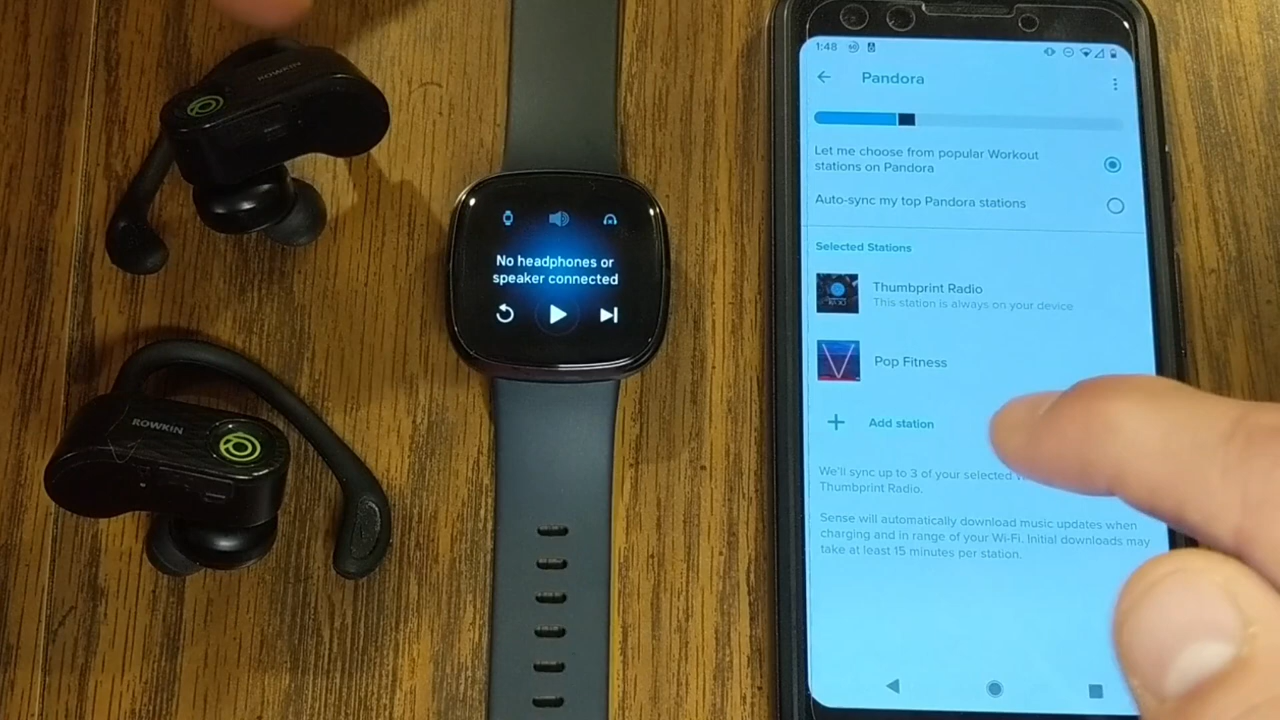 ROWKIN
ROWKIN
No headphones or
speaker connected
1:48
Pandora
Let me choose from popular Workout
stations on Pandora
Auto-sync my top Pandora stations
Selected Stations
Thumbprint Radio
This station is always on your device
Pop Fitness
Add station
We'll sync up to 3 of your selected
Thumbprint Radio.
Sense will automatically download music updates when
charging and in range of your Wi-Fi. Initial downloads may
take at least 15 minutes per station.